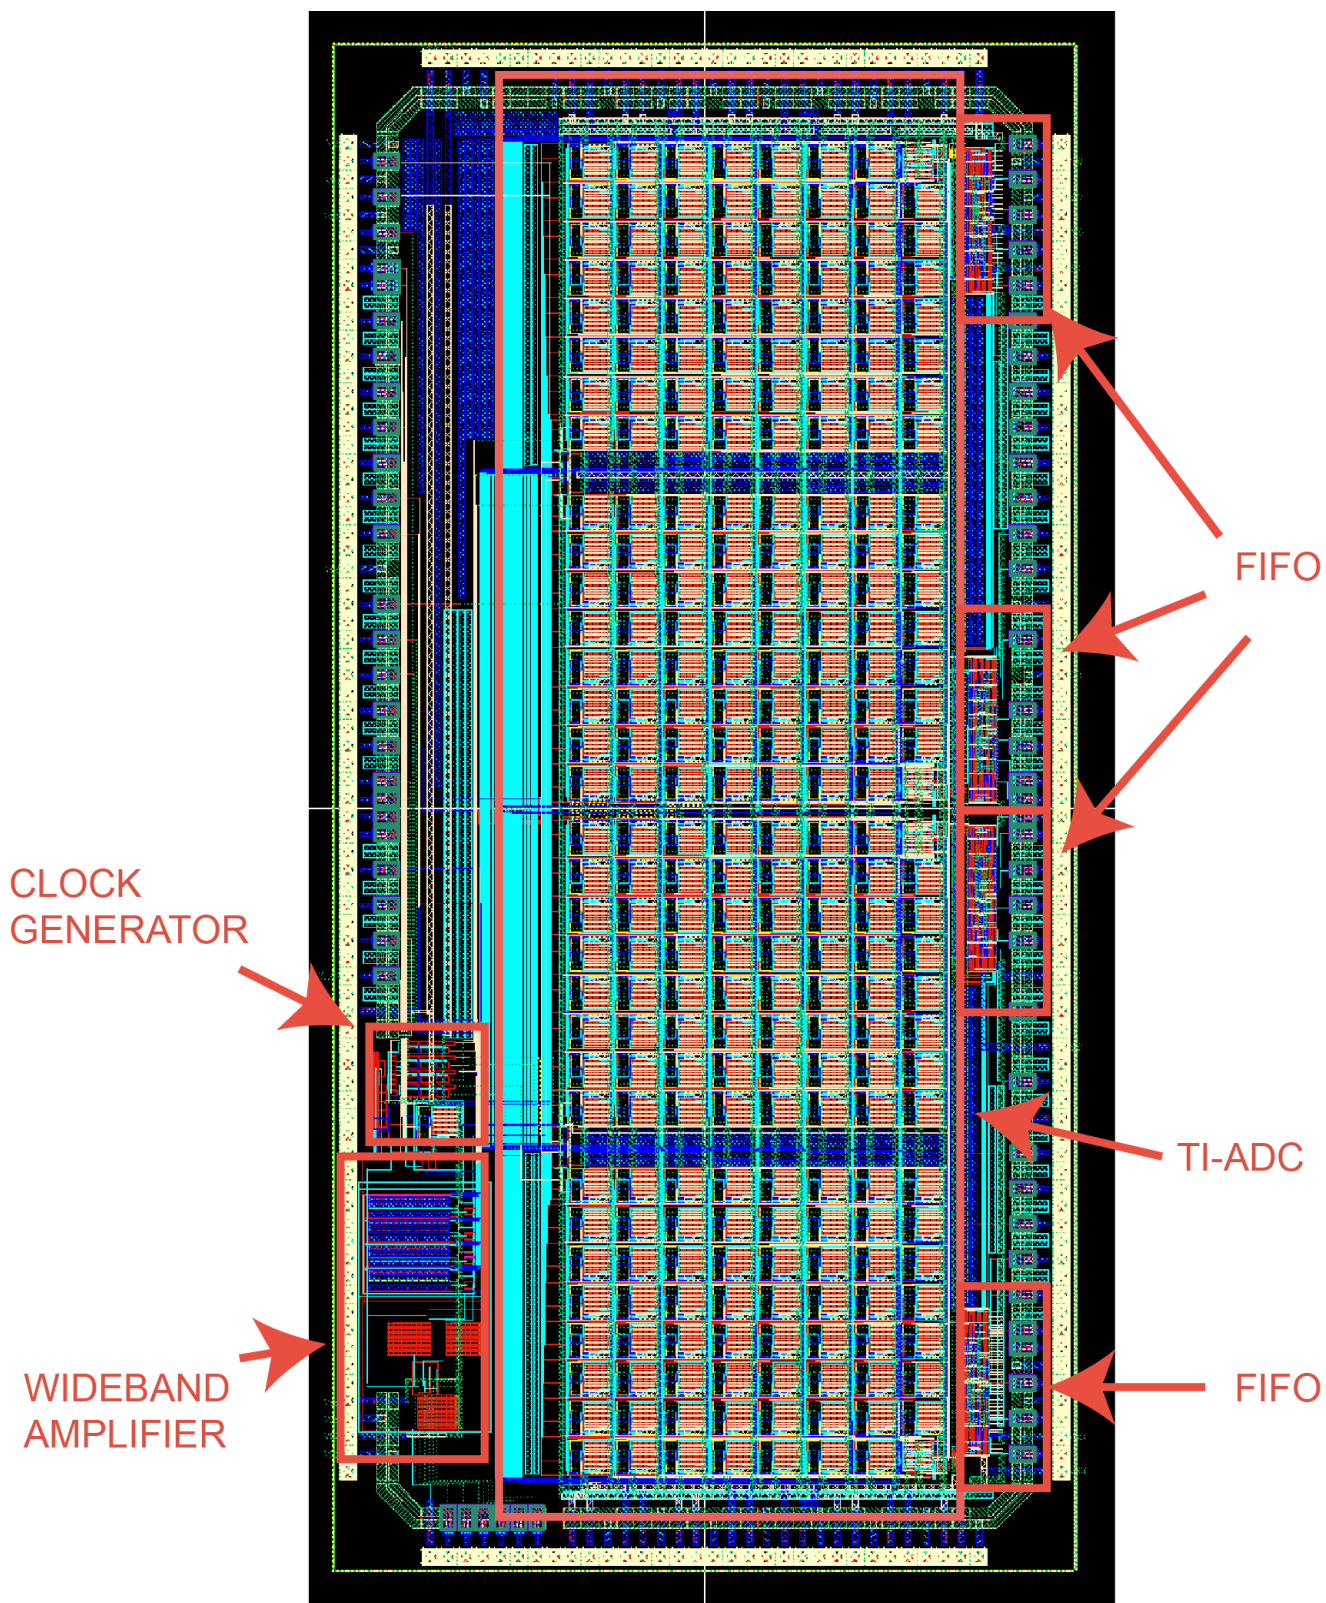 FIFO
CLOCK
GENERATOR
TI-ADC
WIDEBAND
AMPLIFIER
FIFO